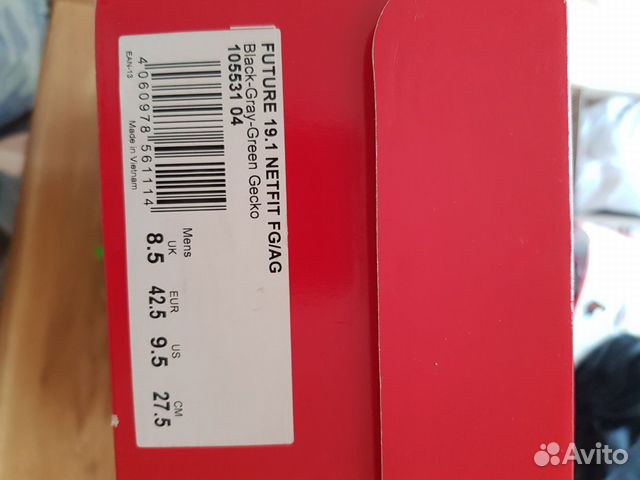 FUTURE 19.1 NETFIT FG/AG
Black-Gray-Green Gecko
105531 04
EAN-13
4 060978 561114
Made in Vietnam
Mens
UK EUR US CM
8.5 42.5 9.5 27.5
Avito